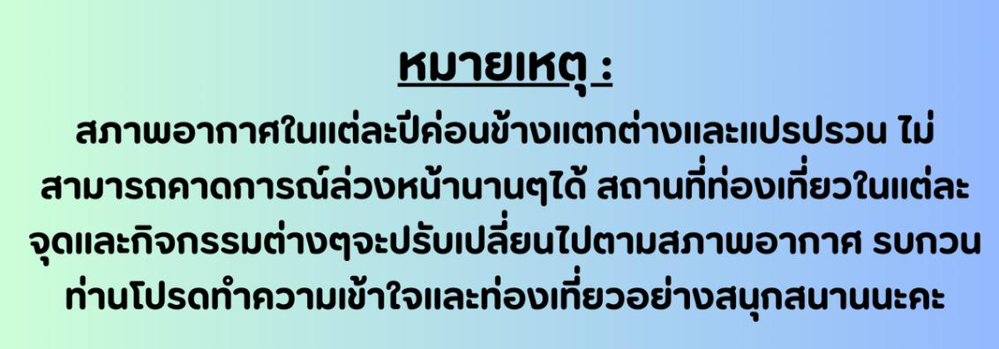 หมายเหตุ :
สภาพอากาศในแต่ละปีค่อนข้างแตกต่างและแปรปรวน ไม่
สามารถคาดการณ์ล่วงหน้านานๆได้ สถานที่ท่องเที่ยวในแต่ละ
จุดและกิจกรรมต่างๆจะปรับเปลี่ยนไปตามสภาพอากาศ รบกวน
ท่านโปรดทำความเข้าใจและท่องเที่ยวอย่างสนุกสนานนะคะ